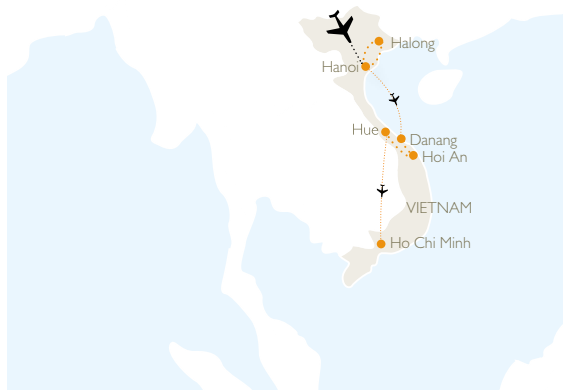 Halong
Hanoi
Hue
Danang
Hoi An
VIETNAM
Ho Chi Minh